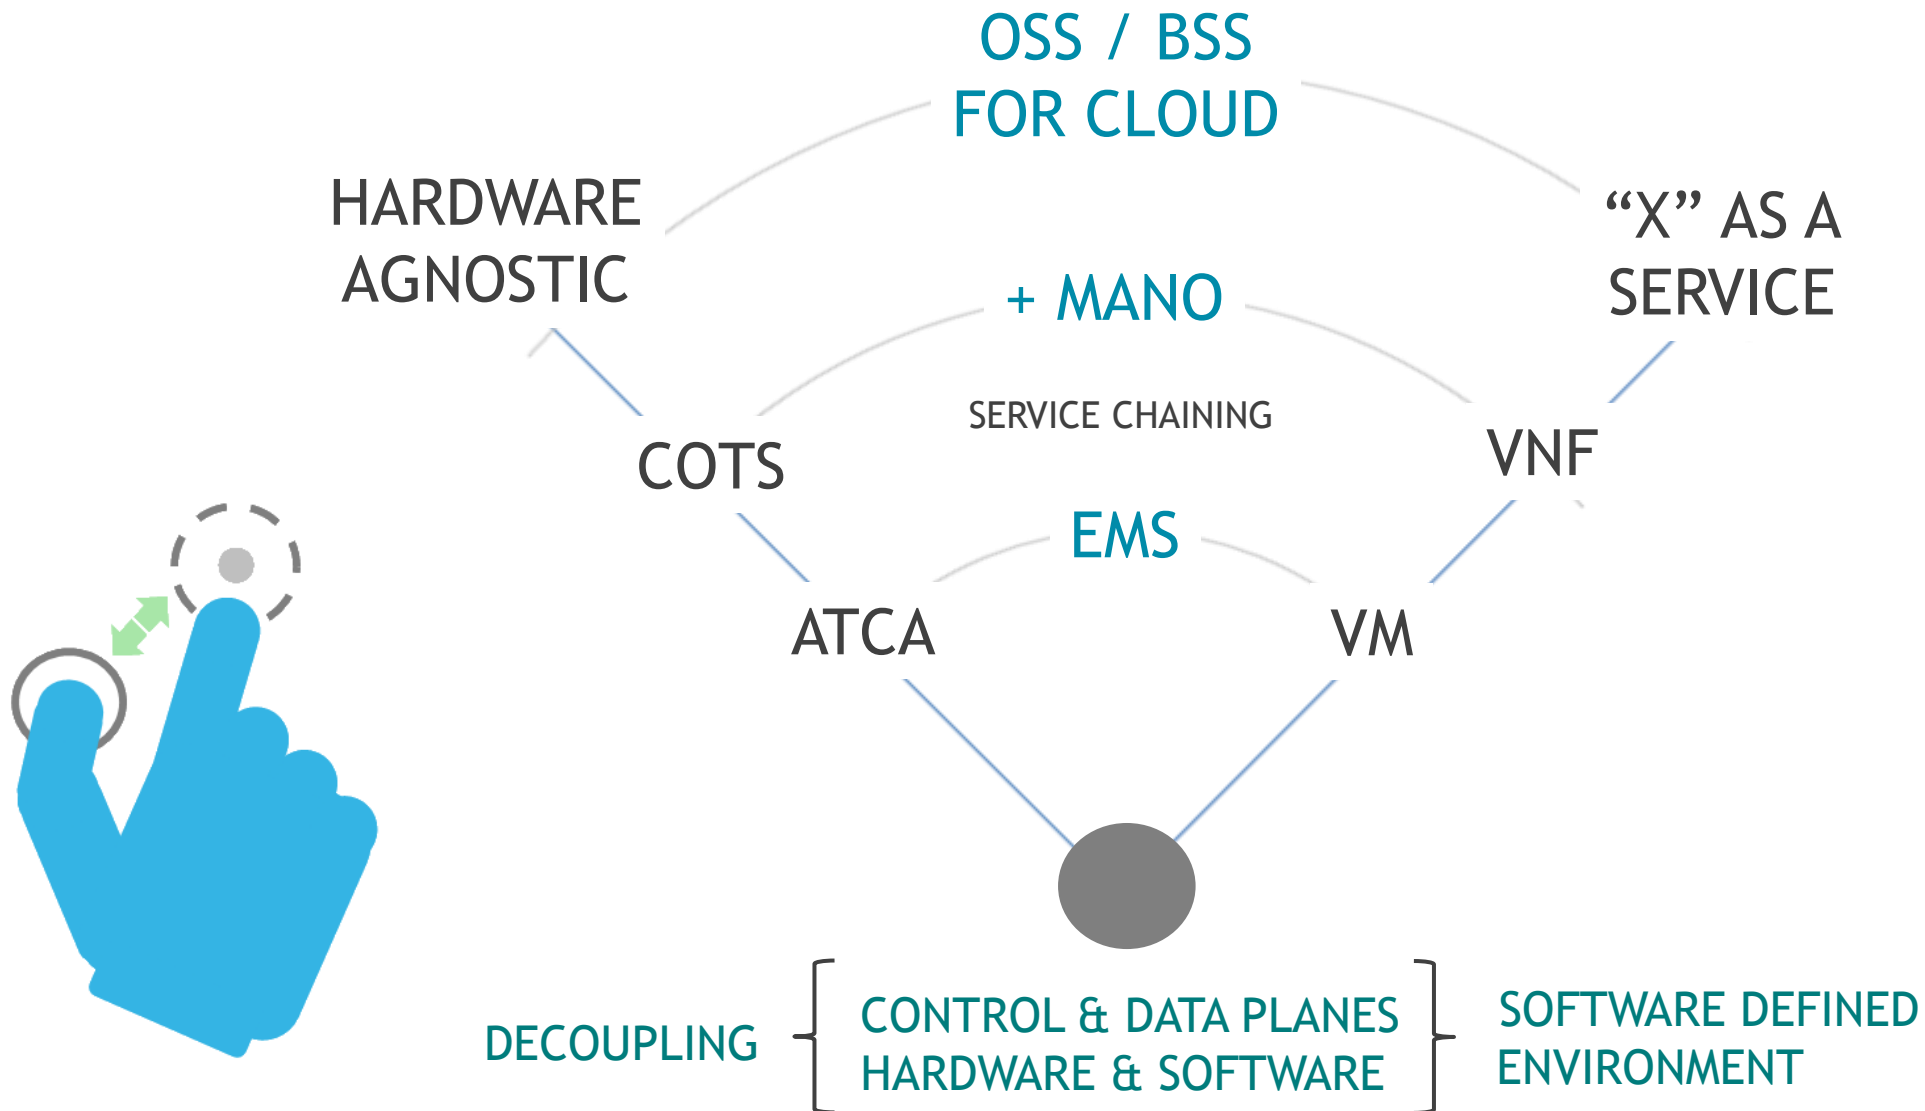 OSS / BSS
FOR CLOUD
HARDWARE
AGNOSTIC
“X” AS A
SERVICE
+ MANO
SERVICE CHAINING
COTS
VNF
EMS
ATCA
VM
DECOUPLING
CONTROL & DATA PLANES
HARDWARE & SOFTWARE
SOFTWARE DEFINED
ENVIRONMENT